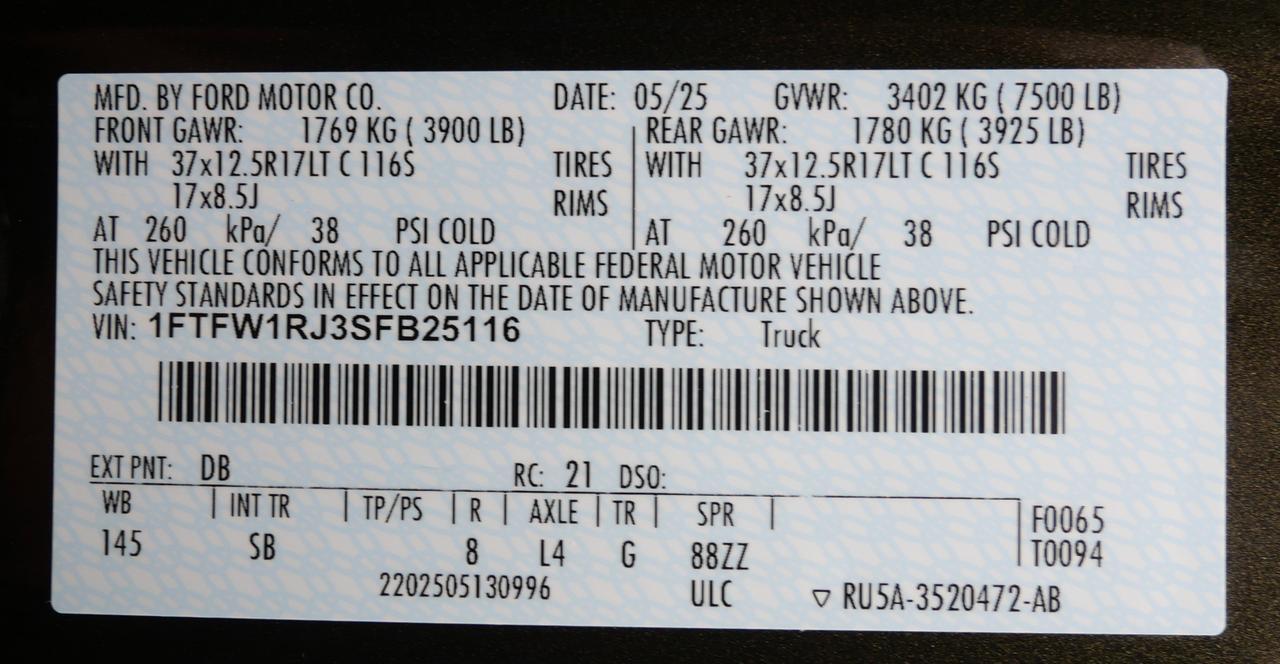 MFD. BY FORD MOTOR CO. DATE: 05/25 GVWR: 3402 KG ( 7500 LB)
FRONT GAWR: 1769 KG ( 3900 LB) REAR GAWR: 1780 KG ( 3925 LB)
WITH 37x12.5R17LT C 116S TIRES WITH 37x12.5R17LT C 116S TIRES
17x8.5J RIMS 17x8.5J RIMS
AT 260 kPa/ 38 PSI COLD AT 260 kPa/ 38 PSI COLD
THIS VEHICLE CONFORMS TO ALL APPLICABLE FEDERAL MOTOR VEHICLE
SAFETY STANDARDS IN EFFECT ON THE DATE OF MANUFACTURE SHOWN ABOVE.
VIN: 1FTFW1RJ3SFB25116 TYPE: Truck
EXT PNT: DB RC: 21 DSO:
WB INT TR TP/PS R AXLE TR SPR F0065
145 SB 8 L4 G 88ZZ T0094
2202505130996 ULC ▽ RU5A-3520472-AB